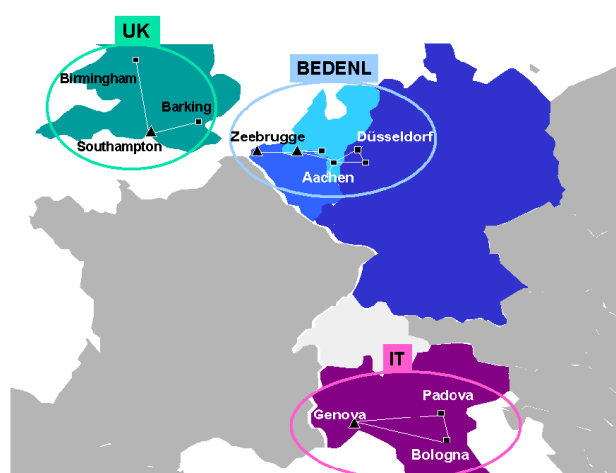 UK
Birmingham
Barking
Southampton
BEDENL
Zeebrugge
Düsseldorf
Aachen
IT
Padova
Genova
Bologna